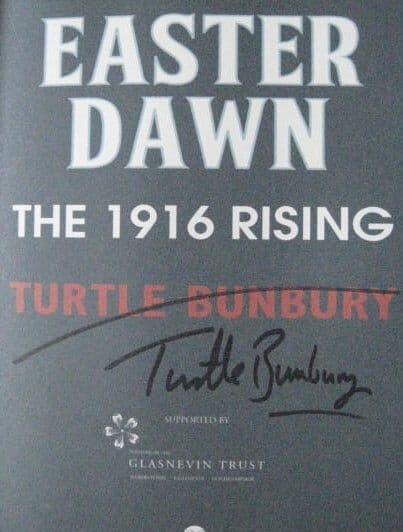 EASTER
DAWN
THE 1916 RISING
TURTLE BUNBURY
Turtle Bunbury
SUPPORTED BY
GLASNEVIN TRUST